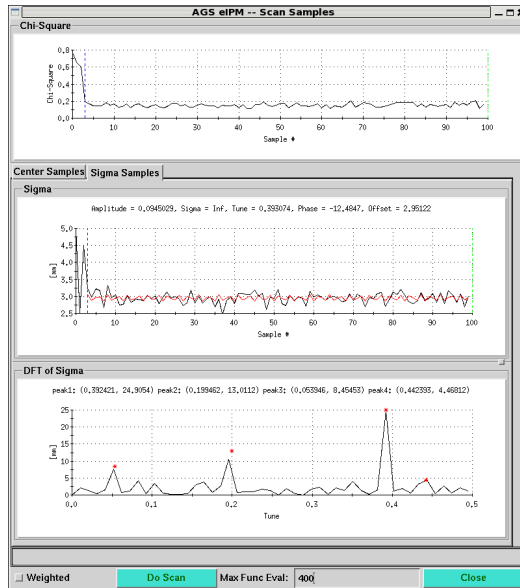 AGS eIPM -- Scan Samples
Chi-Square
0.8
0.6
0.4
0.2
0.0
Chi-Square
0 10 20 30 40 50 60 70 80 90 100
Sample #
Center Samples Sigma Samples
Sigma
Amplitude = 0.0945029, Sigma = Inf, Tune = 0.393074, Phase = -12.4847, Offset = 2.95122
5.0
4.5
4.0
3.5
3.0
2.5
[mm]
0 10 20 30 40 50 60 70 80 90 100
Sample #
DFT of Sigma
peak1: (0.392421, 24.9054) peak2: (0.199462, 13.0112) peak3: (0.053946, 8.45453) peak4: (0.442393, 4.46812)
25
20
15
10
5
0
[mm]
0.0 0.1 0.2 0.3 0.4 0.5
Tune
Weighted Do Scan Max Func Eval: 400 Close